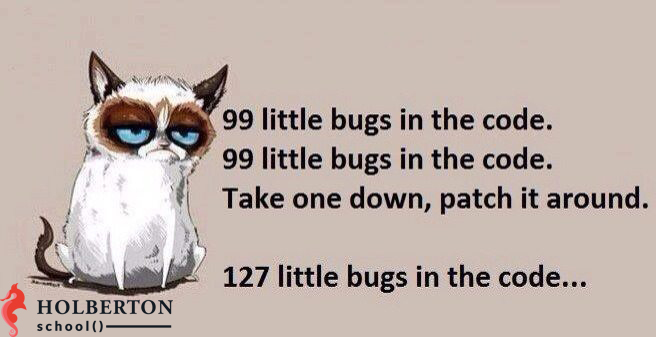 99 little bugs in the code.
99 little bugs in the code.
Take one down, patch it around.
127 little bugs in the code...
HOLBERTON
school()